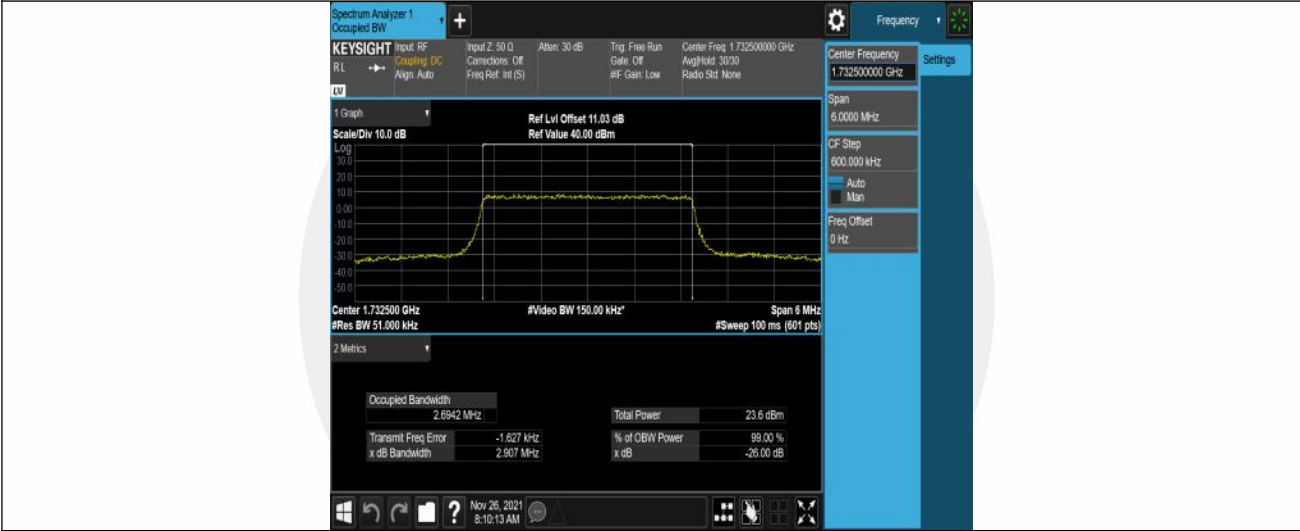 Spectrum Analyzer 1
Occupied BW
+
Frequency
KEYSIGHT Input: RF Input Z: 50 Ω Atten: 30 dB Trig: Free Run Center Freq: 1.732500000 GHz
RL Coupling: DC Corrections: Off Gate: Off Avg|Hold: 30/30
Align: Auto Freq Ref: Int (S) #IF Gain: Low Radio Std: None
LXI
Center Frequency
1.732500000 GHz
Settings
Span
6.0000 MHz
CF Step
600.000 kHz
Auto
Man
Freq Offset
0 Hz
1 Graph
Ref Lvl Offset 11.03 dB
Scale/Div 10.0 dB Ref Value 40.00 dBm
Log
30.0
20.0
10.0
0.00
-10.0
-20.0
-30.0
-40.0
-50.0
Center 1.732500 GHz #Video BW 150.00 kHz* Span 6 MHz
#Res BW 51.000 kHz #Sweep 100 ms (601 pts)
2 Metrics
Occupied Bandwidth
2.6942 MHz
Total Power 23.6 dBm
Transmit Freq Error -1.627 kHz % of OBW Power 99.00 %
x dB Bandwidth 2.907 MHz x dB -26.00 dB
? Nov 26, 2021
8:10:13 AM